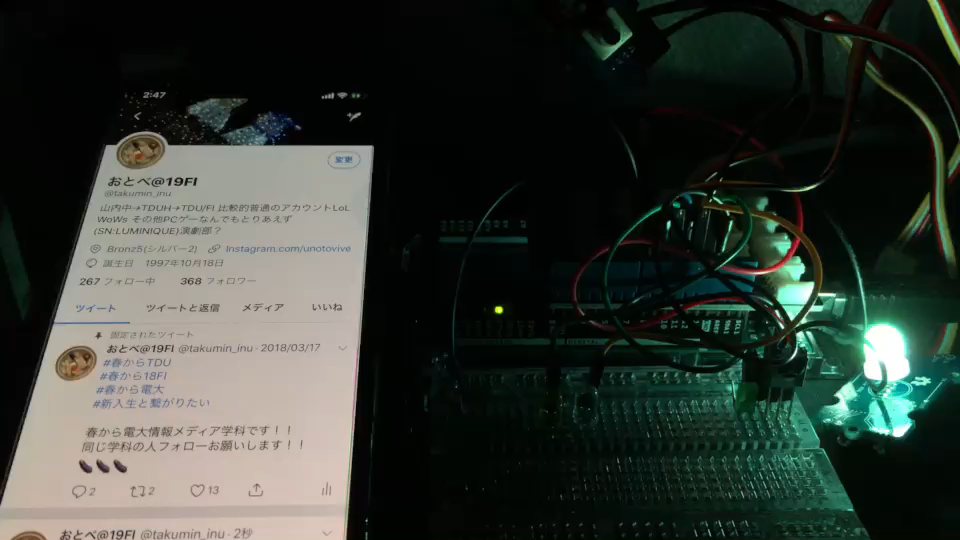 2:47
変更
おとべ@19FI
@takumin_inu
山内中→TDUH→TDU/FI 比較的普通のアカウントLoL
WoWs その他PCゲーなんでもとりあえず
(SN:LUMINIQUE)演劇部？
Bronz5(シルバー2) Instagram.com/unotovive
誕生日 1997年10月18日
267 フォロー中 368 フォロワー
ツイート ツイートと返信 メディア いいね
固定されたツイート
おとべ@19FI @takumin_inu · 2018/03/17
#春からTDU
#春から18FI
#春から電大
#新入生と繋がりたい
春から電大情報メディア学科です！！
同じ学科の人フォローお願いします！！
🍆🍆🍆
2 2 13
おとべ@19FI @takumin_inu · 2秒